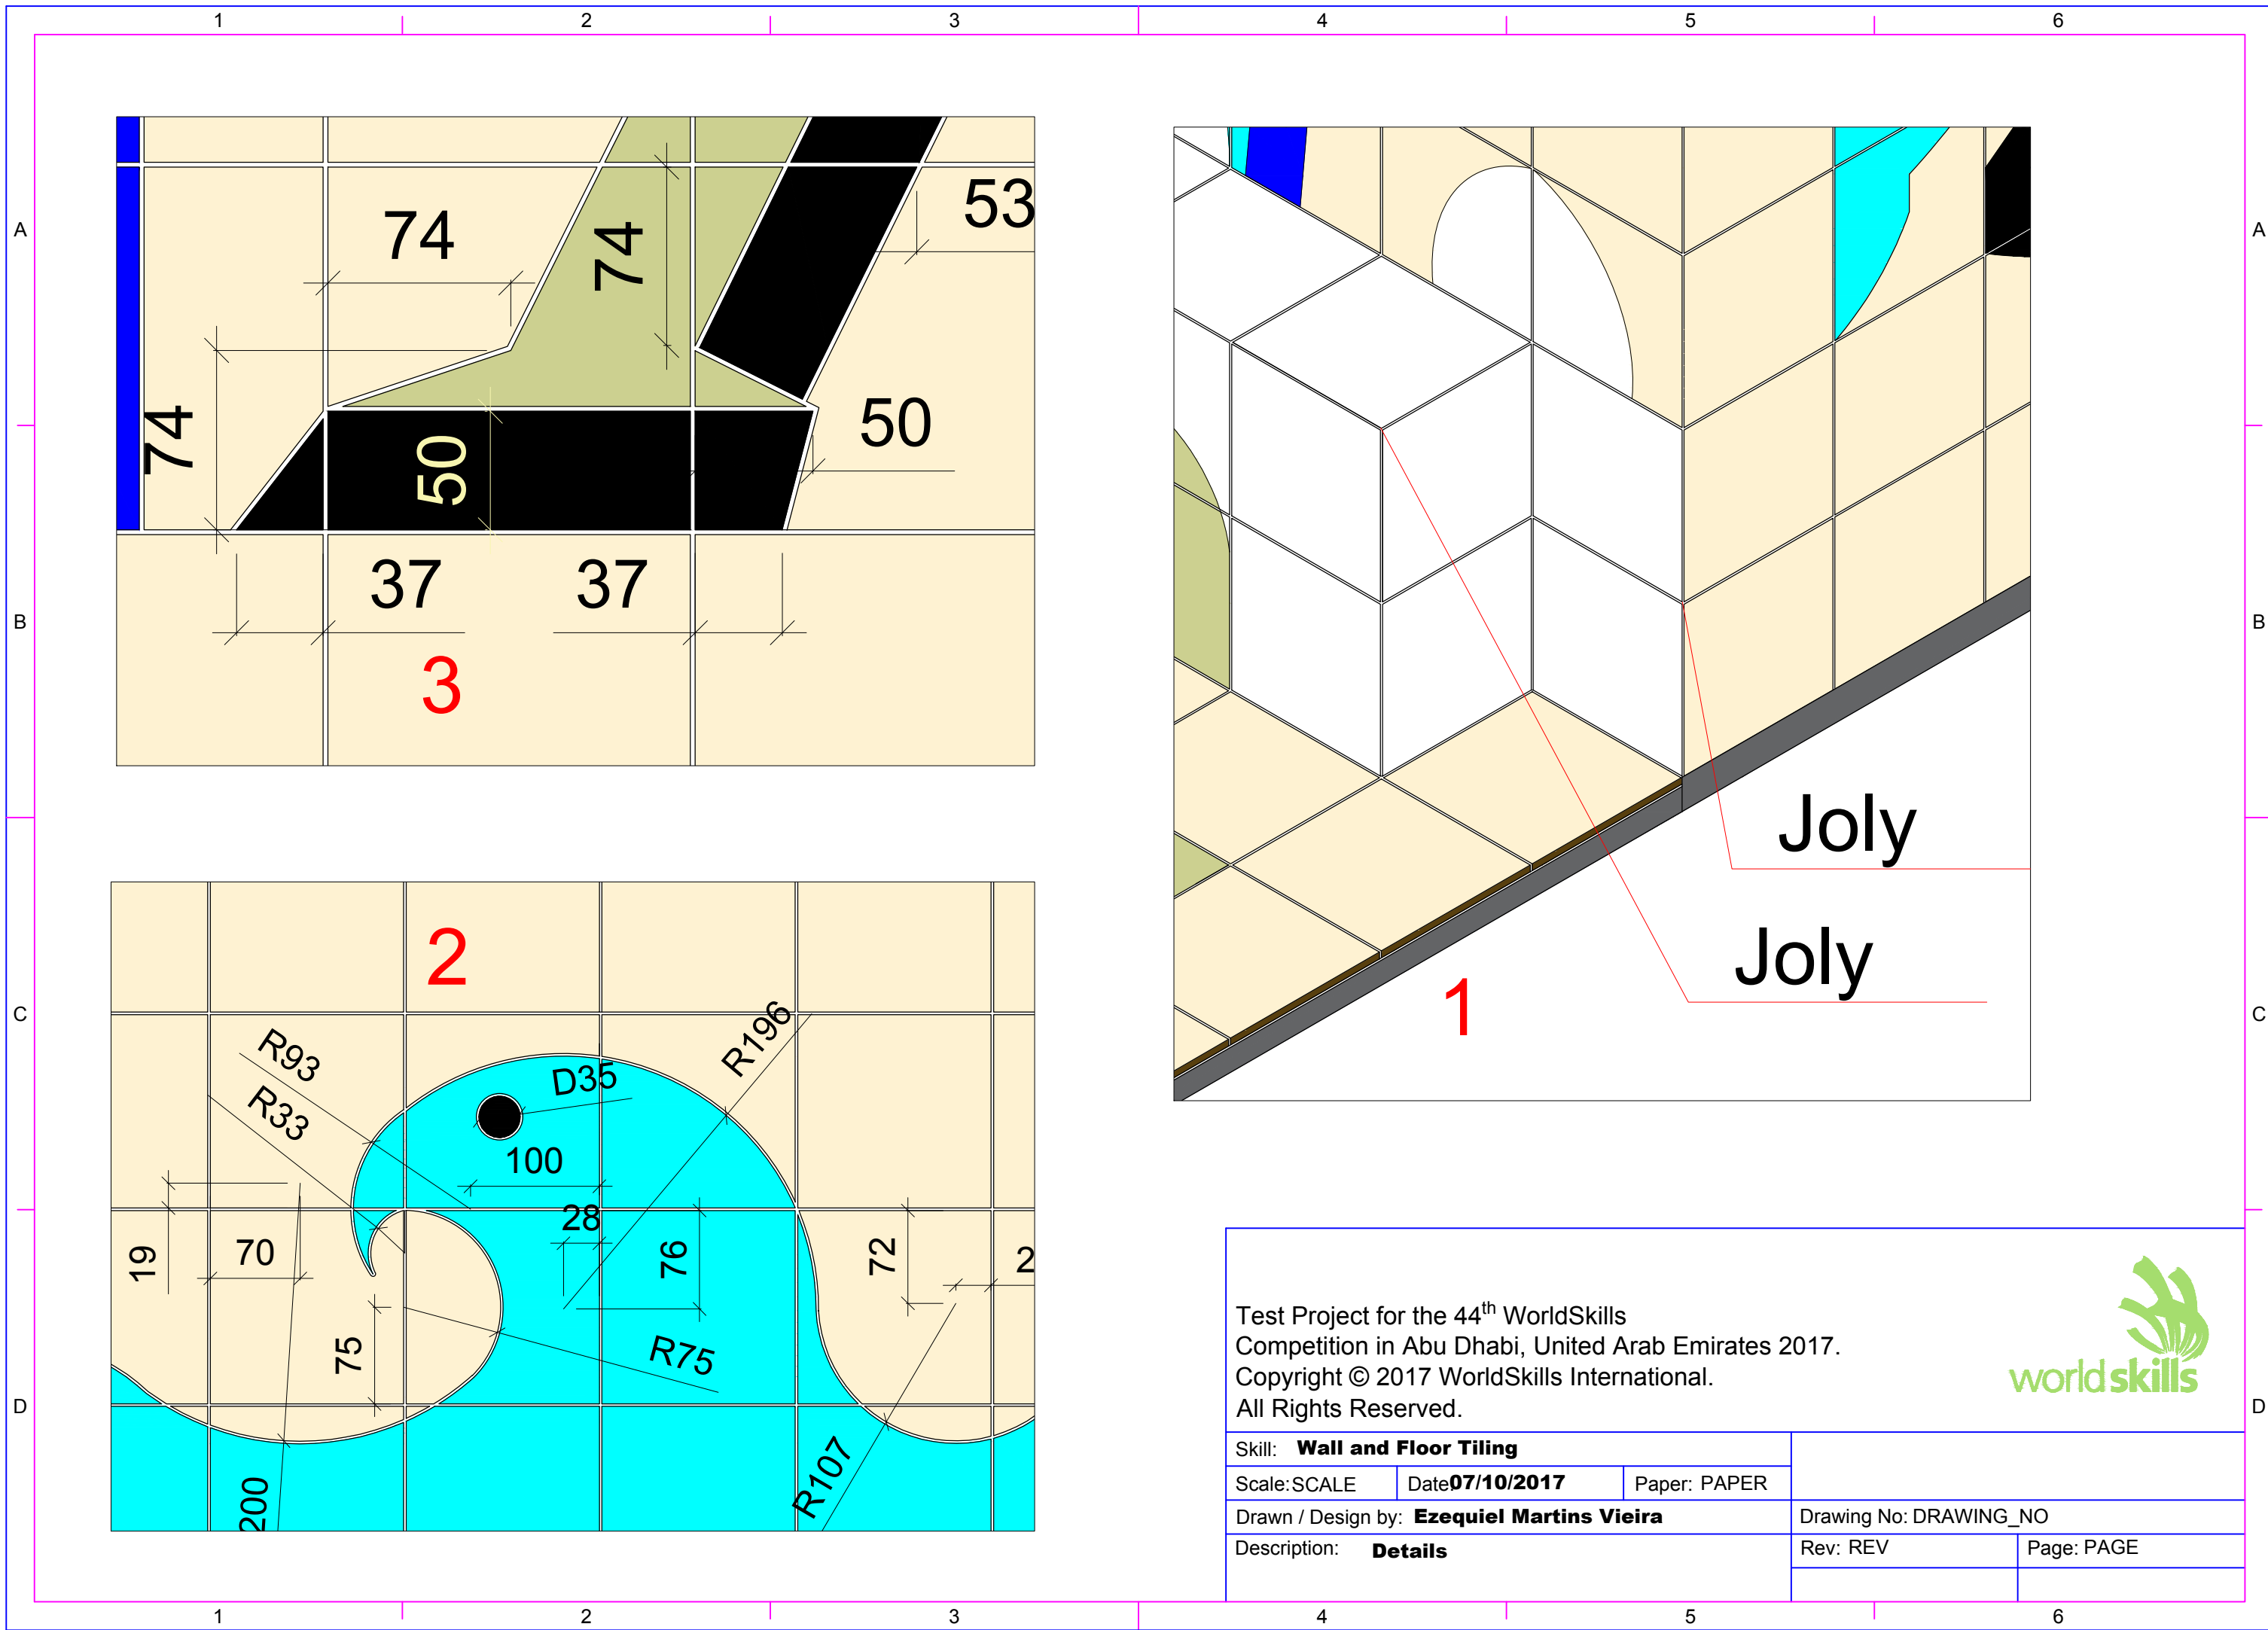 1 2 3 4 5 6
A A
74
74
53
74
50
50
37 37
3
B B
Joly
Joly
1
2
C C
R93
R33
D35
R196
100
28
19
70
76
72
2
75
R75
200
R107
D D
Test Project for the 44th WorldSkills
Competition in Abu Dhabi, United Arab Emirates 2017.
Copyright © 2017 WorldSkills International.
All Rights Reserved.
worldskills
Skill: Wall and Floor Tiling
Scale: SCALE Date 07/10/2017 Paper: PAPER
Drawn / Design by: Ezequiel Martins Vieira Drawing No: DRAWING_NO
Description: Details Rev: REV Page: PAGE
1 2 3 4 5 6